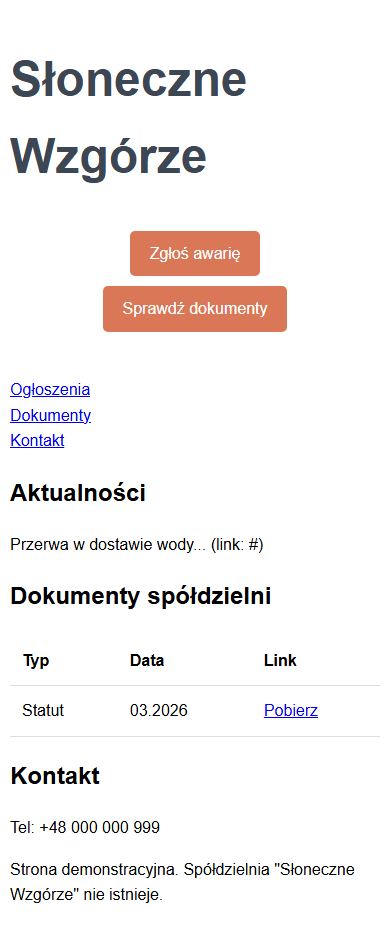 Słoneczne
Wzgórze
Zgłoś awarię
Sprawdź dokumenty
Ogłoszenia
Dokumenty
Kontakt
Aktualności
Przerwa w dostawie wody... (link: #)
Dokumenty spółdzielni
Typ Data Link
Statut 03.2026 Pobierz
Kontakt
Tel: +48 000 000 999
Strona demonstracyjna. Spółdzielnia "Słoneczne
Wzgórze" nie istnieje.